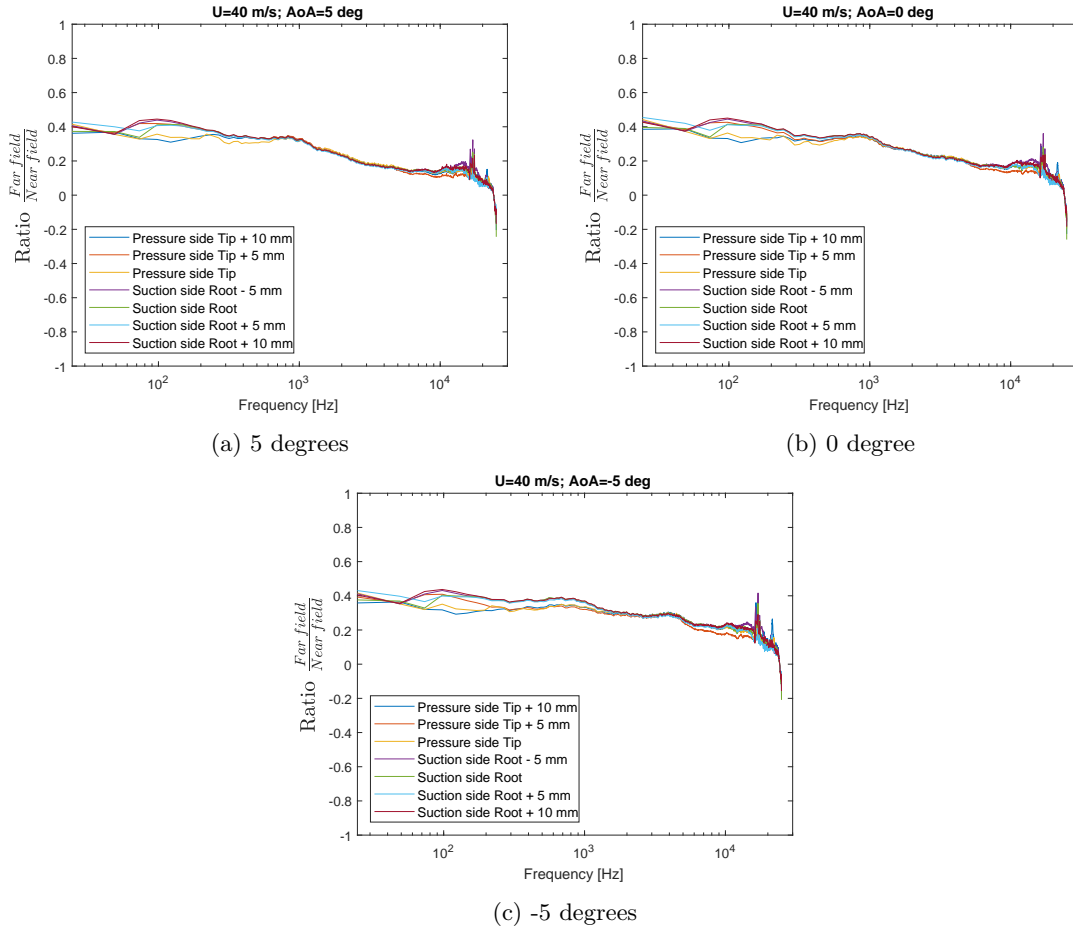 U=40 m/s; AoA=5 deg
1
0.8
0.6
0.4
0.2
0
-0.2
-0.4
-0.6
-0.8
-1
Ratio Far field / Near field
Pressure side Tip + 10 mm
Pressure side Tip + 5 mm
Pressure side Tip
Suction side Root - 5 mm
Suction side Root
Suction side Root + 5 mm
Suction side Root + 10 mm
10^2 10^3 10^4
Frequency [Hz]
(a) 5 degrees
U=40 m/s; AoA=0 deg
1
0.8
0.6
0.4
0.2
0
-0.2
-0.4
-0.6
-0.8
-1
Ratio Far field / Near field
Pressure side Tip + 10 mm
Pressure side Tip + 5 mm
Pressure side Tip
Suction side Root - 5 mm
Suction side Root
Suction side Root + 5 mm
Suction side Root + 10 mm
10^2 10^3 10^4
Frequency [Hz]
(b) 0 degree
U=40 m/s; AoA=-5 deg
1
0.8
0.6
0.4
0.2
0
-0.2
-0.4
-0.6
-0.8
-1
Ratio Far field / Near field
Pressure side Tip + 10 mm
Pressure side Tip + 5 mm
Pressure side Tip
Suction side Root - 5 mm
Suction side Root
Suction side Root + 5 mm
Suction side Root + 10 mm
10^2 10^3 10^4
Frequency [Hz]
(c) -5 degrees